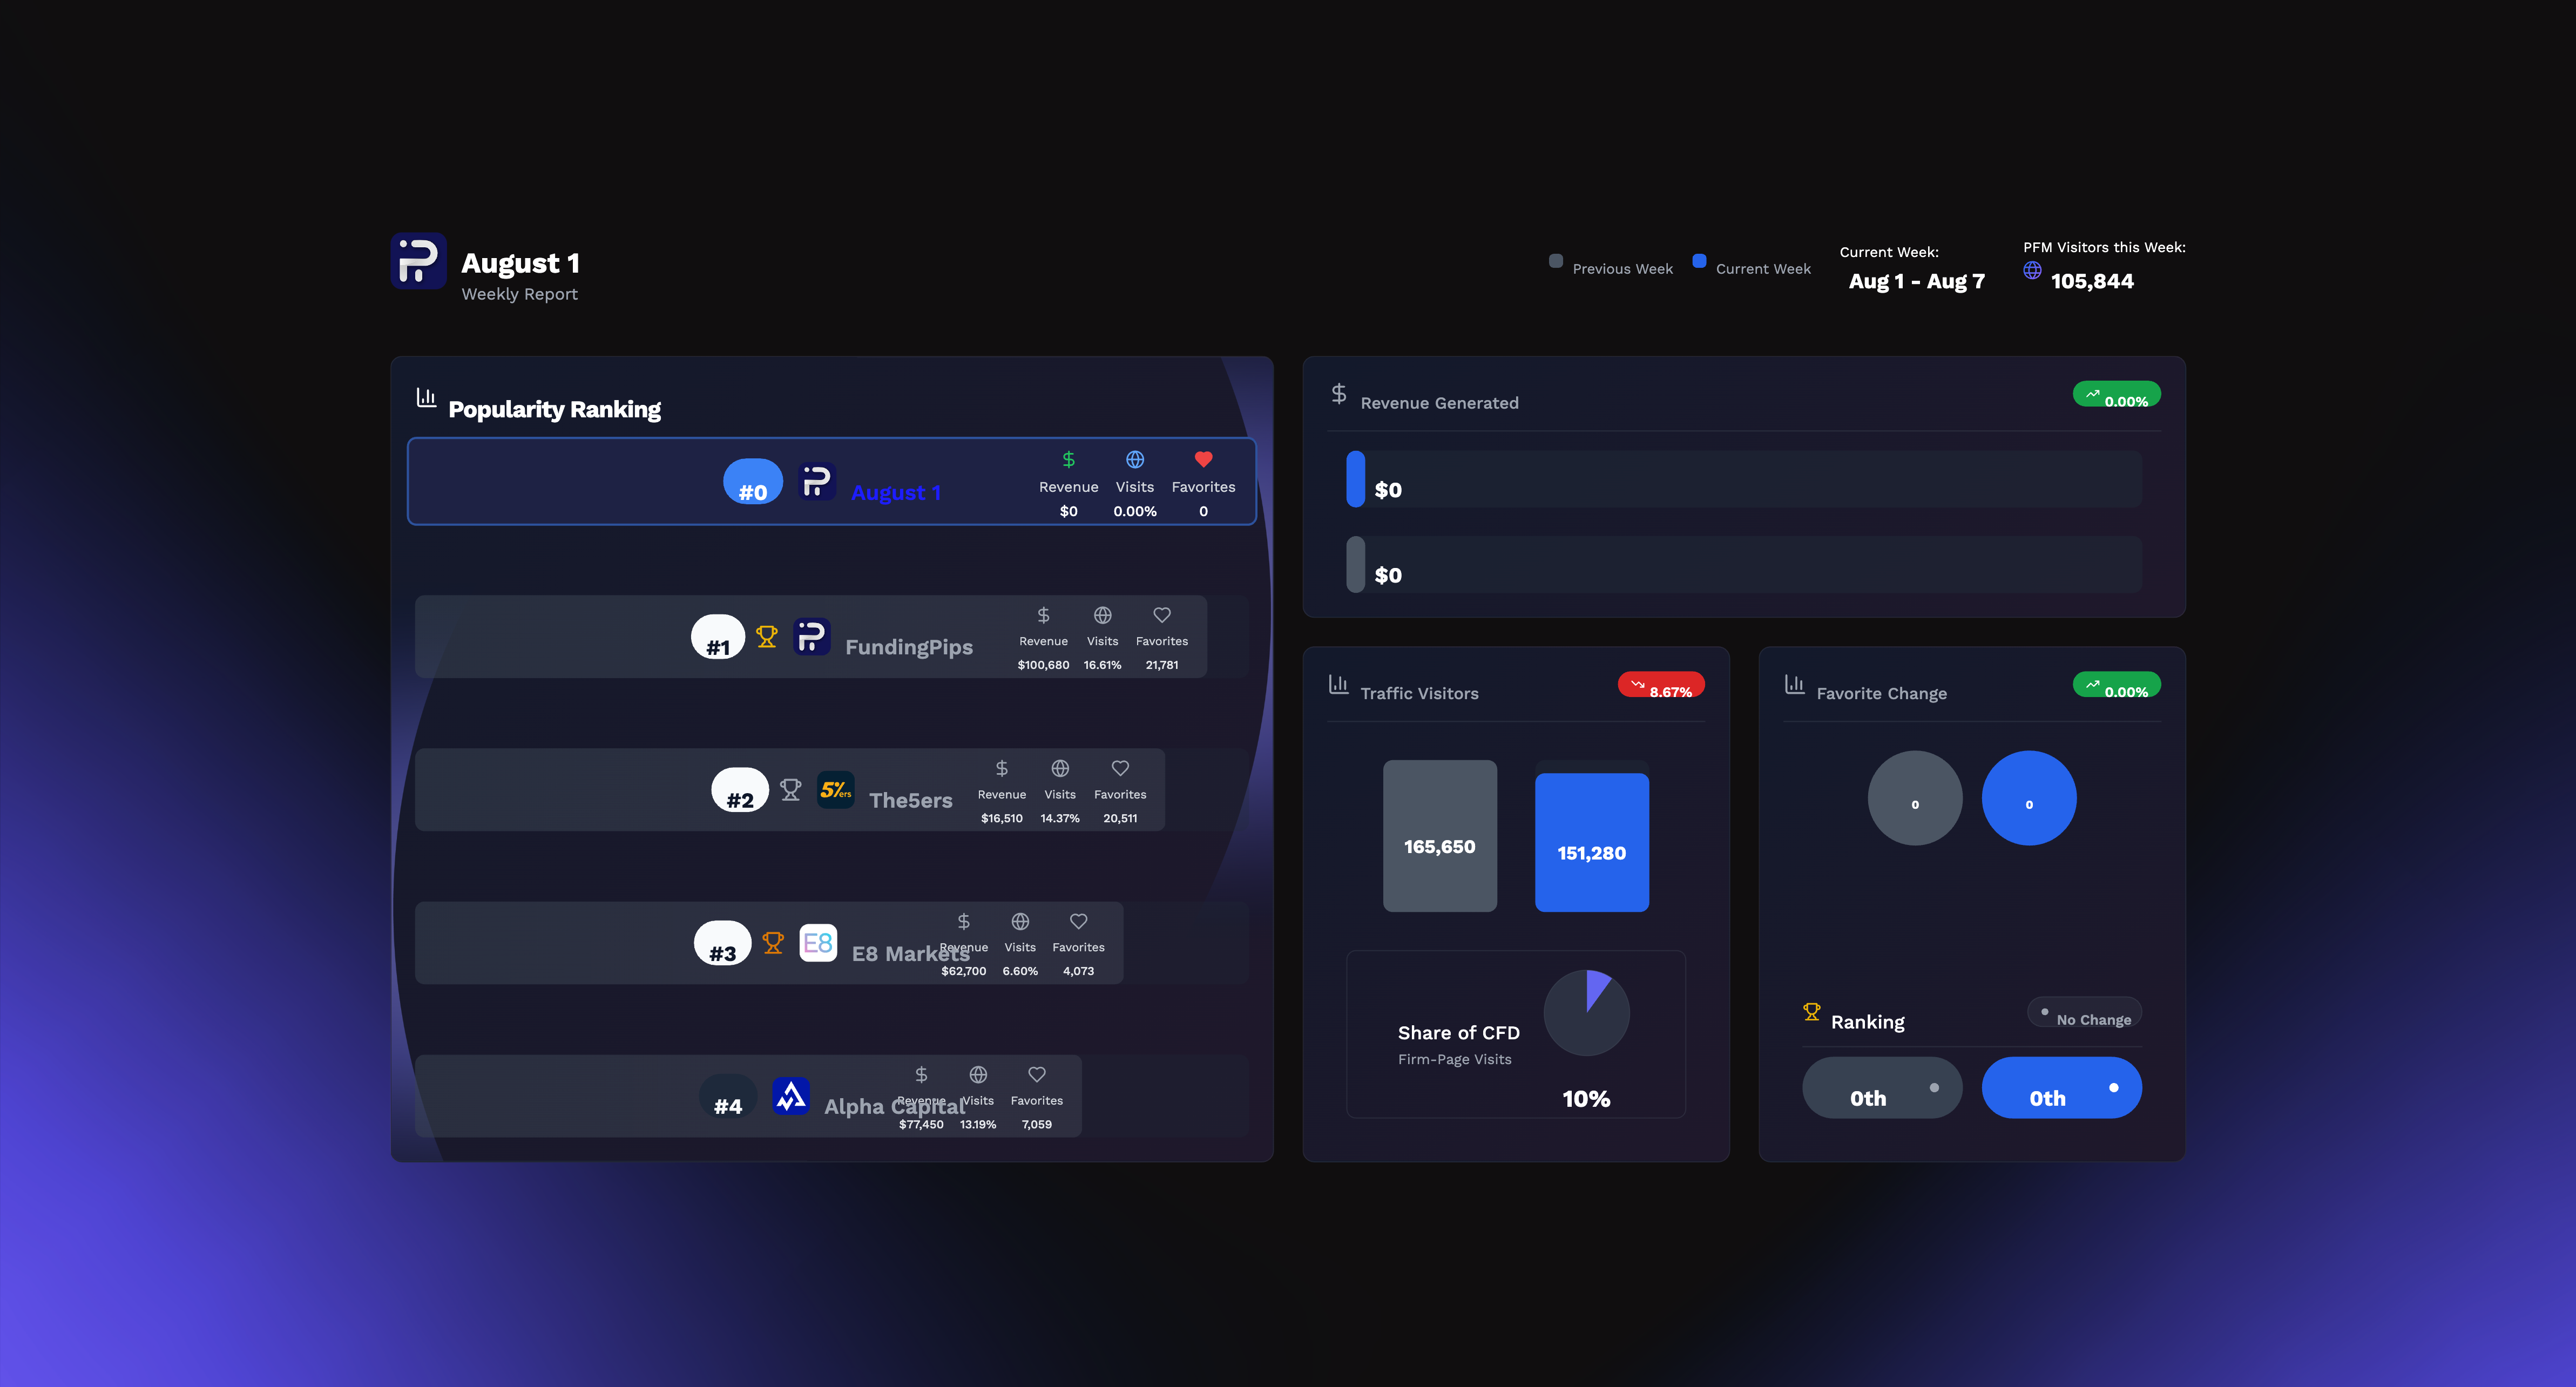 August 1
Weekly Report
Previous Week
Current Week
Current Week:
Aug 1 - Aug 7
PFM Visitors this Week:
105,844
Popularity Ranking
#0
August 1
Revenue Visits Favorites
$0 0.00% 0
#1
FundingPips
Revenue Visits Favorites
$100,680 16.61% 21,781
#2
5%ers
The5ers
Revenue Visits Favorites
$16,510 14.37% 20,511
#3
E8
E8 Markets
Revenue Visits Favorites
$62,700 6.60% 4,073
#4
Alpha Capital
Revenue Visits Favorites
$77,450 13.19% 7,059
Revenue Generated
0.00%
$0
$0
Traffic Visitors
8.67%
165,650
151,280
Share of CFD
Firm-Page Visits
10%
Favorite Change
0.00%
0
0
Ranking
No Change
0th
0th